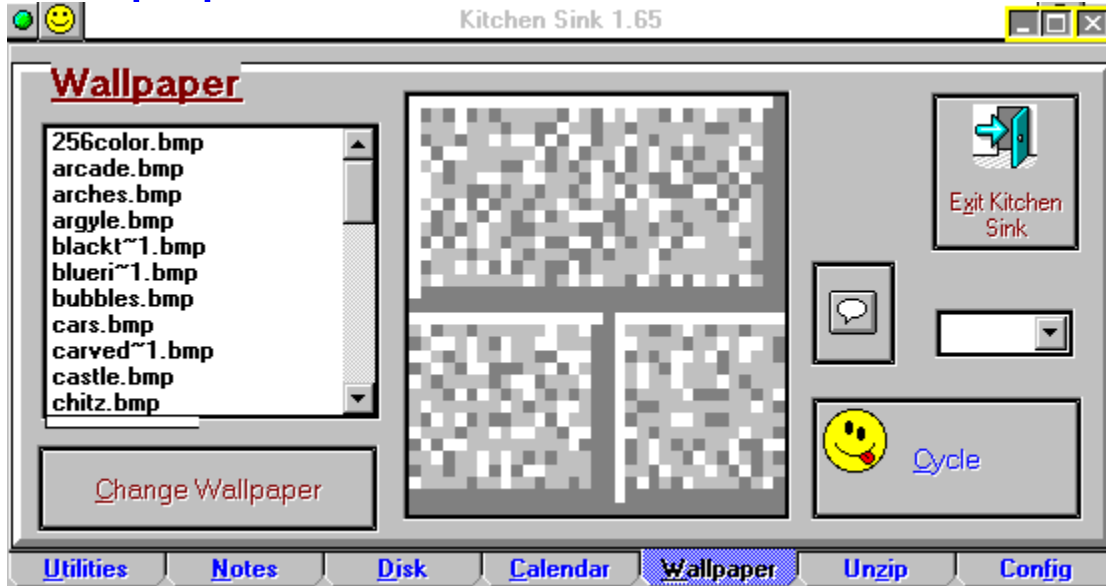 Kitchen Sink 1.65
Wallpaper
256color.bmp
arcade.bmp
arches.bmp
argyle.bmp
blackt~1.bmp
blueri~1.bmp
bubbles.bmp
cars.bmp
carved~1.bmp
castle.bmp
chitz.bmp
Change Wallpaper
Exit Kitchen
Sink
Cycle
Utilities Notes Disk Calendar Wallpaper Unzip Config